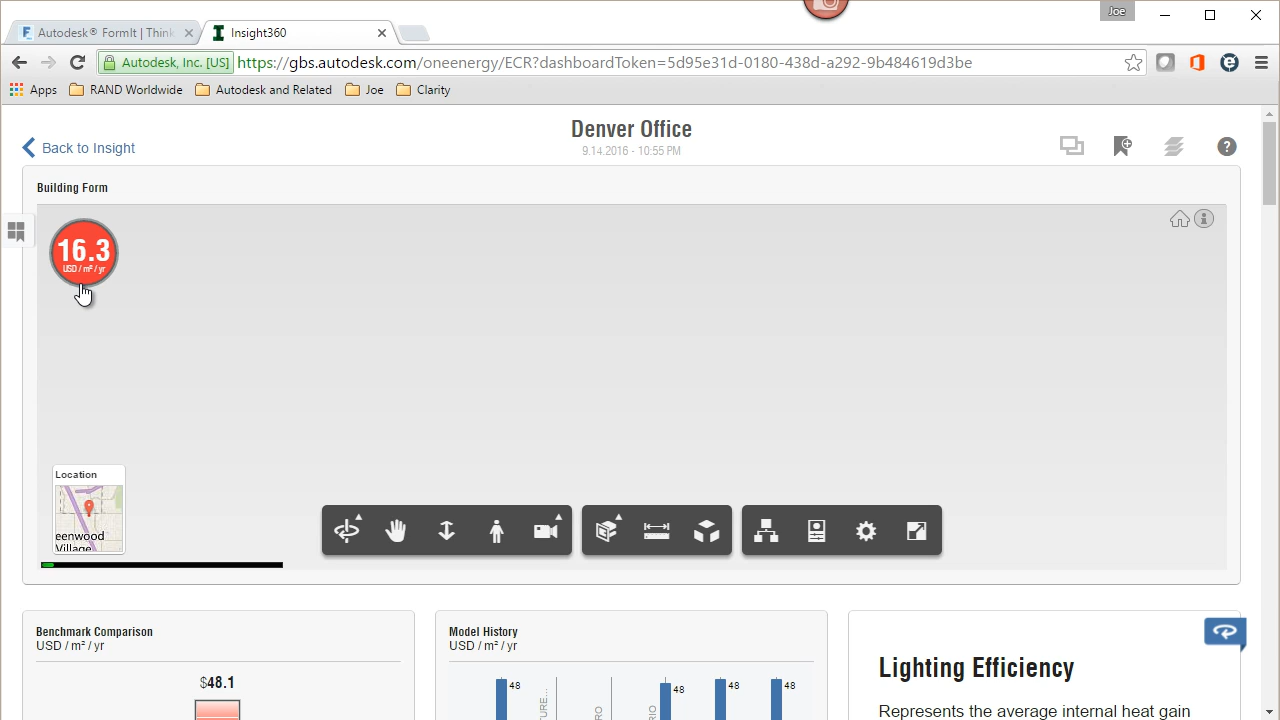 Joe
Autodesk® FormIt | Think
Insight360
Autodesk, Inc. [US] https://gbs.autodesk.com/oneenergy/ECR?dashboardToken=5d95e31d-0180-438d-a292-9b484619d3be
Apps RAND Worldwide Autodesk and Related Joe Clarity
Denver Office
Back to Insight
9.14.2016 - 10:55 PM
Building Form
16.3
USD / m² / yr
Location
eenwood
Village
Benchmark Comparison
USD / m² / yr
$48.1
Model History
USD / m² / yr
48
TURE...
RO
RIO
48
48
48
Lighting Efficiency
Represents the average internal heat gain